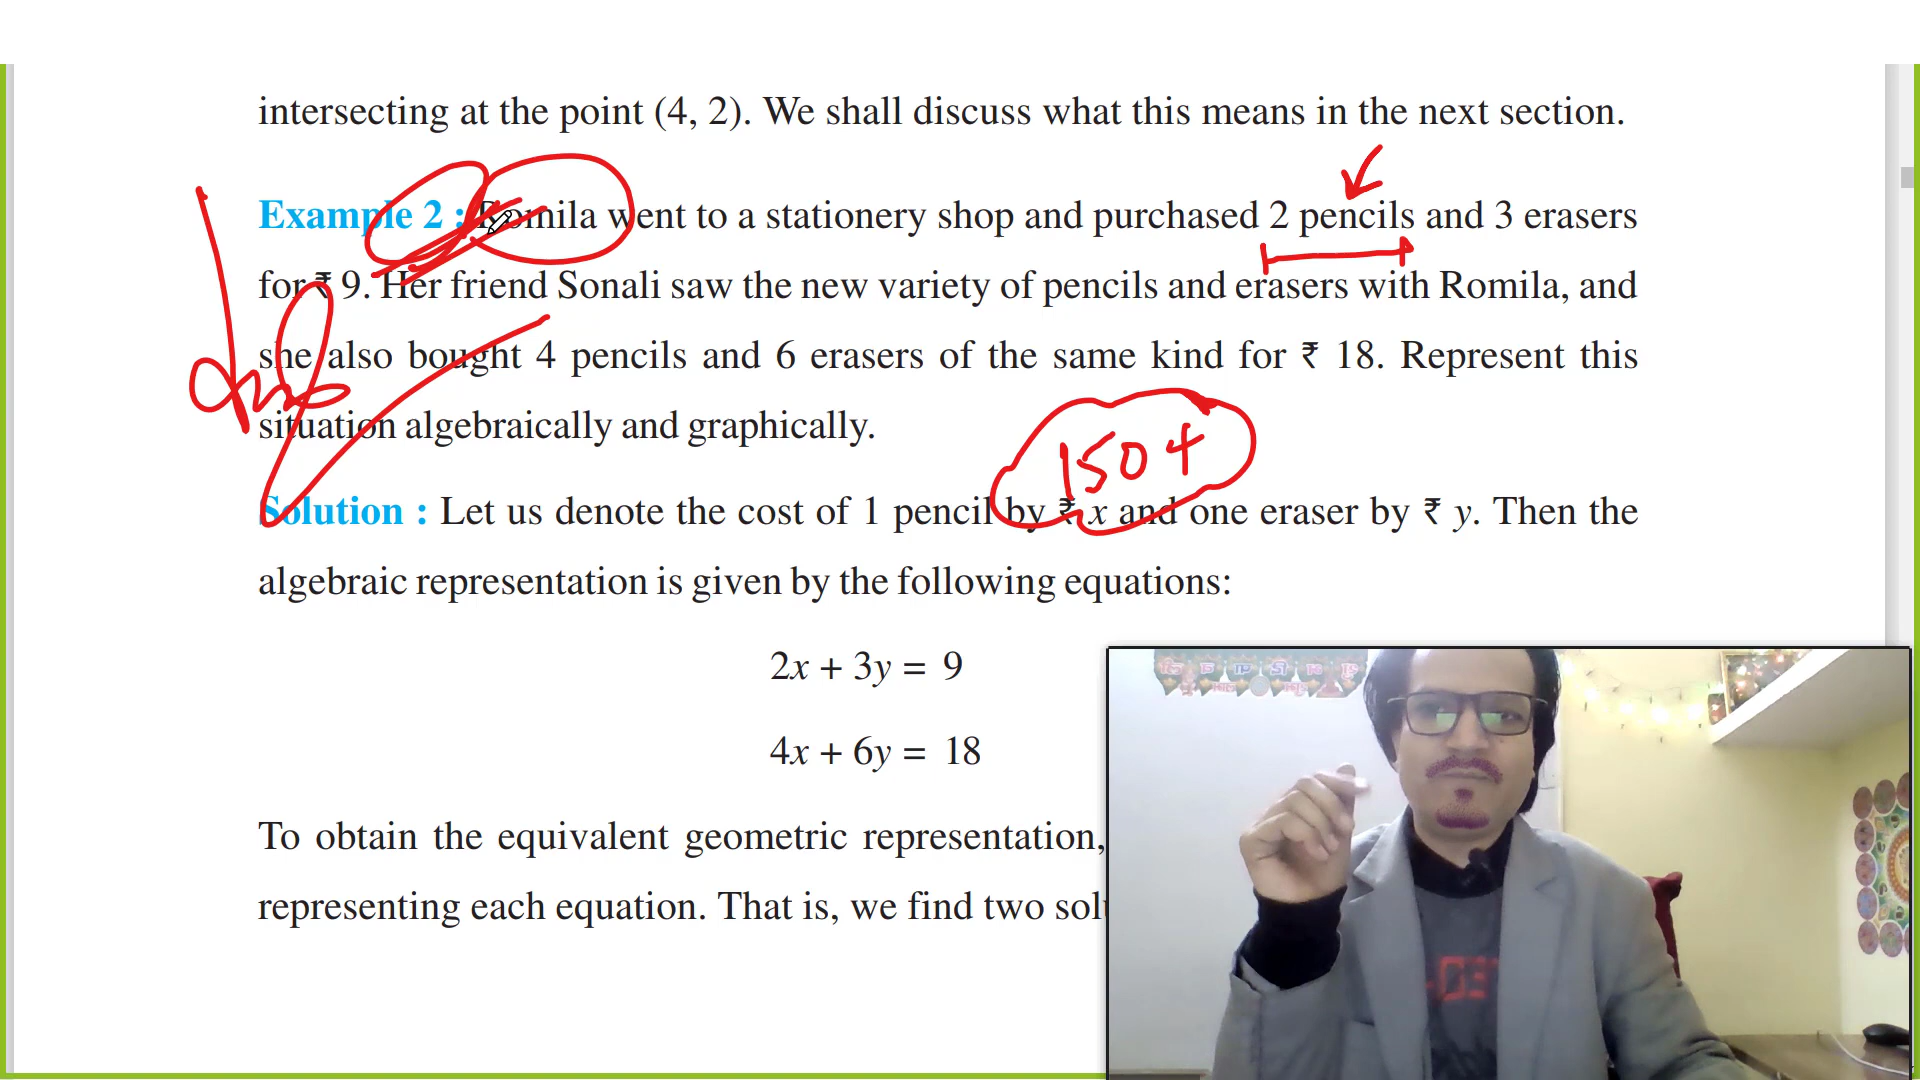 intersecting at the point (4, 2). We shall discuss what this means in the next section.
Example 2 : Romila went to a stationery shop and purchased 2 pencils and 3 erasers
for ₹ 9. Her friend Sonali saw the new variety of pencils and erasers with Romila, and
she also bought 4 pencils and 6 erasers of the same kind for ₹ 18. Represent this
situation algebraically and graphically.
150+
Solution : Let us denote the cost of 1 pencil by ₹ x and one eraser by ₹ y. Then the
algebraic representation is given by the following equations:
2x + 3y = 9
4x + 6y = 18
To obtain the equivalent geometric representation,
representing each equation. That is, we find two